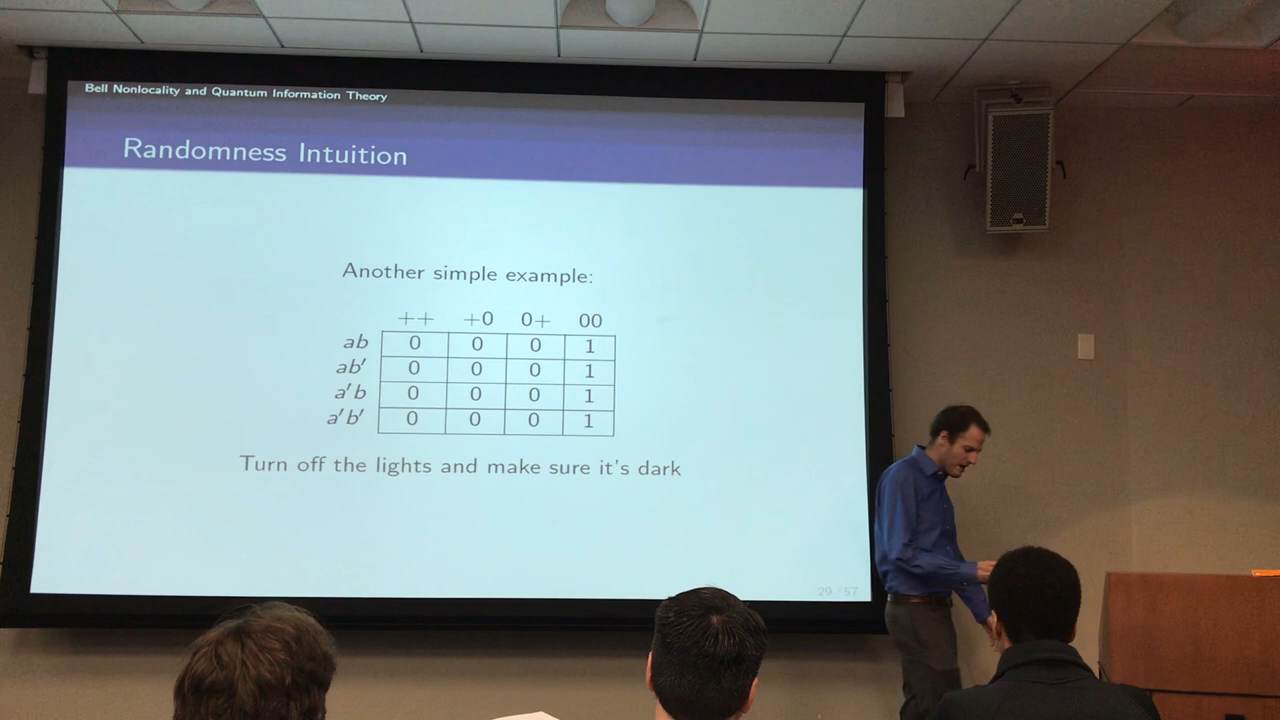 Bell Nonlocality and Quantum Information Theory
Randomness Intuition
Another simple example:
++ +0 0+ 00
ab 0 0 0 1
ab′ 0 0 0 1
a′b 0 0 0 1
a′b′ 0 0 0 1
Turn off the lights and make sure it's dark
29 57